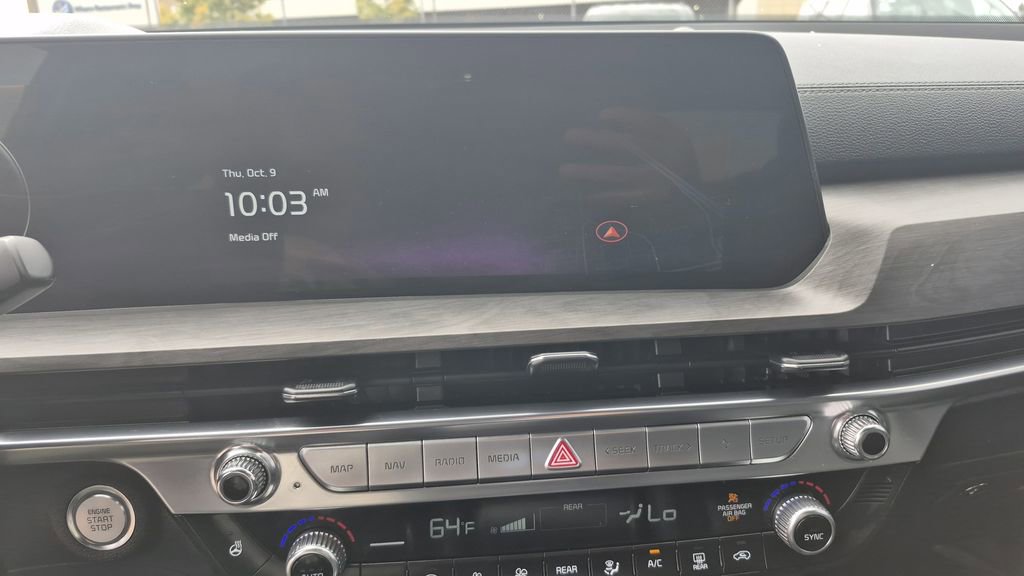 Thu, Oct. 9
10:03 AM
Media Off
MAP
NAV
RADIO
MEDIA
< SEEK
TRACK >
SETUP
ENGINE
START
STOP
64°F
REAR
Lo
PASSENGER
AIR BAG
OFF
AUTO
REAR
A/C
REAR
SYNC